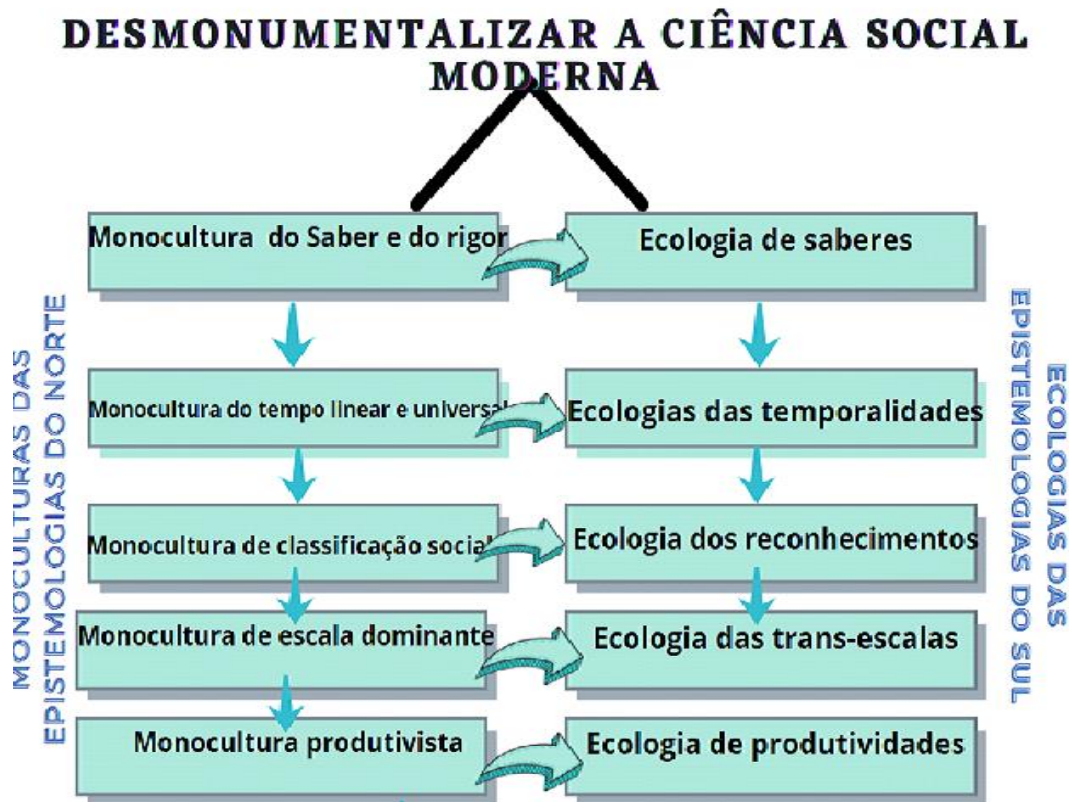 DESMONUMENTALIZAR A CIÊNCIA SOCIAL
MODERNA
Monocultura do Saber e do rigor
Ecologia de saberes
Monocultura do tempo linear e universal
Ecologias das temporalidades
Monocultura de classificação social
Ecologia dos reconhecimentos
Monocultura de escala dominante
Ecologia das trans-escalas
Monocultura produtivista
Ecologia de produtividades
MONOCULTURAS DAS
EPISTEMOLOGIAS DO NORTE
ECOLOGIAS DAS
EPISTEMOLOGIAS DO SUL